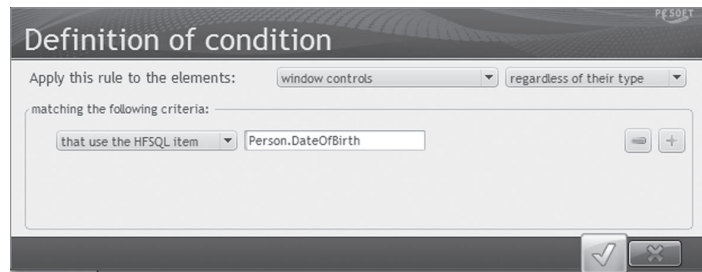 PC SOFT
Definition of condition
Apply this rule to the elements: window controls regardless of their type
matching the following criteria:
that use the HFSQL item Person.DateOfBirth